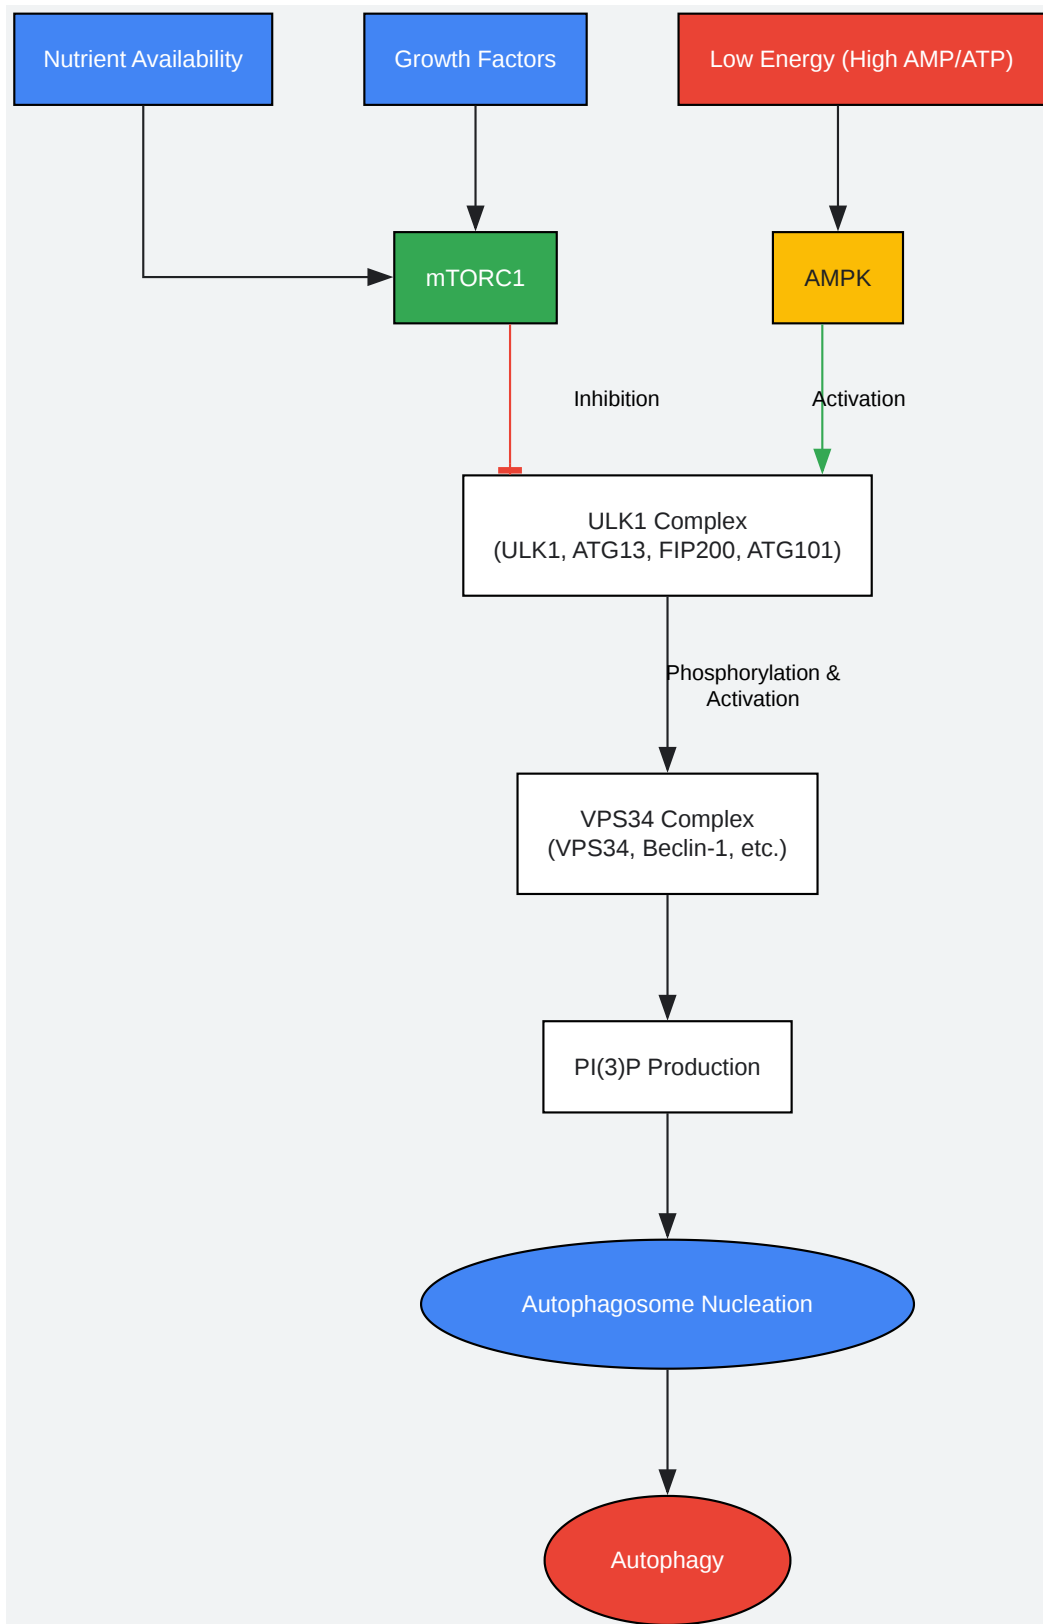 Nutrient Availability
Growth Factors
Low Energy (High AMP/ATP)
mTORC1
AMPK
Inhibition
Activation
ULK1 Complex
(ULK1, ATG13, FIP200, ATG101)
Phosphorylation &
Activation
VPS34 Complex
(VPS34, Beclin-1, etc.)
PI(3)P Production
Autophagosome Nucleation
Autophagy